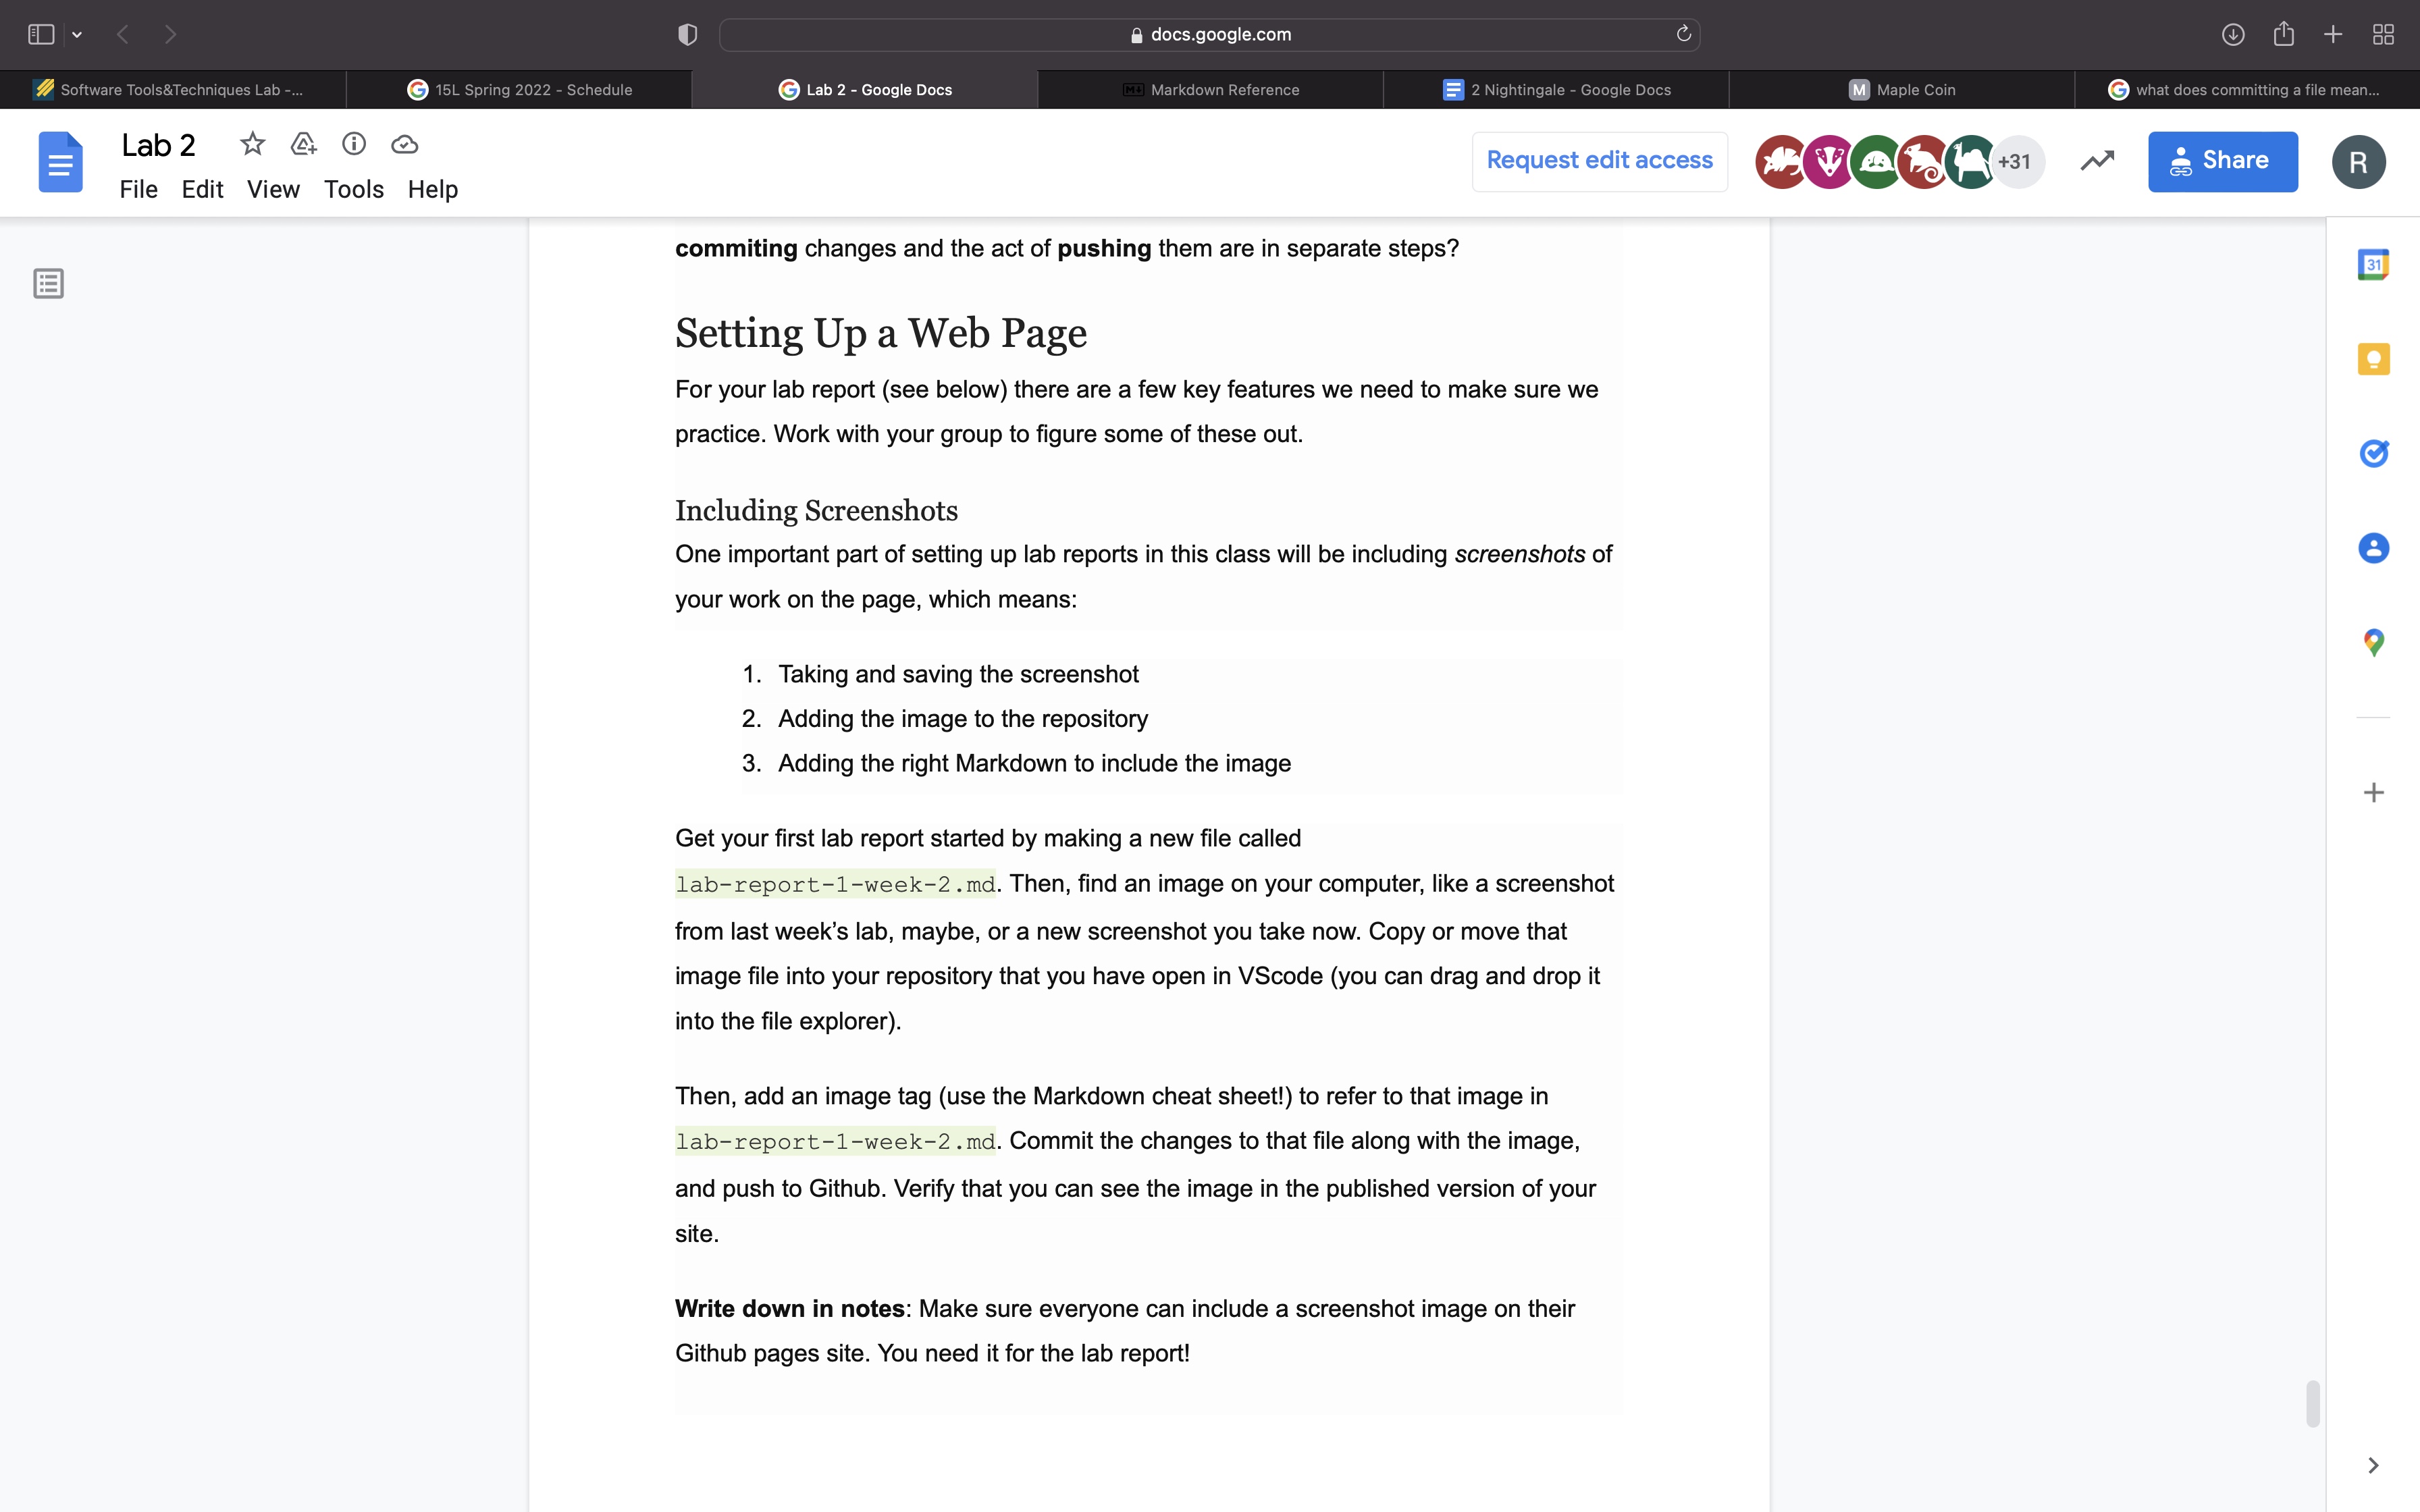 docs.google.com
Software Tools&Techniques Lab -...
15L Spring 2022 - Schedule
Lab 2 - Google Docs
M↓ Markdown Reference
2 Nightingale - Google Docs
M Maple Coin
what does committing a file mean...
Lab 2
File Edit View Tools Help
Request edit access
+31
Share
R
31
commiting changes and the act of pushing them are in separate steps?
Setting Up a Web Page
For your lab report (see below) there are a few key features we need to make sure we
practice. Work with your group to figure some of these out.
Including Screenshots
One important part of setting up lab reports in this class will be including screenshots of
your work on the page, which means:
1. Taking and saving the screenshot
2. Adding the image to the repository
3. Adding the right Markdown to include the image
Get your first lab report started by making a new file called
lab-report-1-week-2.md. Then, find an image on your computer, like a screenshot
from last week’s lab, maybe, or a new screenshot you take now. Copy or move that
image file into your repository that you have open in VScode (you can drag and drop it
into the file explorer).
Then, add an image tag (use the Markdown cheat sheet!) to refer to that image in
lab-report-1-week-2.md. Commit the changes to that file along with the image,
and push to Github. Verify that you can see the image in the published version of your
site.
Write down in notes: Make sure everyone can include a screenshot image on their
Github pages site. You need it for the lab report!